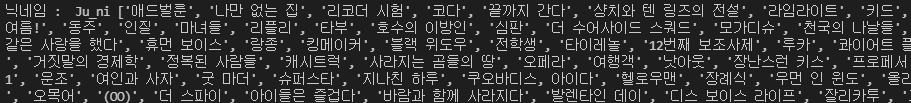 닉네임 :  Ju ni ['애드벌룬', '나만 없는 집', '리코더 시험', '코다', '끝까지 간다', '샹치와 텐 링즈의 전설', '라임라이트', '키드',
여름!', '동주', '인질', '마녀들', '리플리', '타부', '호수의 이방인', '심판', '더 수어사이드 스쿼드', '모가디슈', '천국의 나날들',
같은 사랑을 했다', '휴먼 보이스', '량종', '킹메이커', '블랙 위도우', '전학생', '타이레놀', '12번째 보조사제', '루카', '콰이어트 플
, '거짓말의 경제학', '정복된 사람들', '캐시트럭', '사라지는 곰들의 땅', '오페라', '여행객', '낫아웃', '장난스런 키스', '프로페서
1', '운조', '여인과 사자', '굿 마더', '슈퍼스타', '지나친 하루', '쿠오바디스, 아이다', '헬로우맨', '장례식', '우먼 인 윈도', '울리
, '오목어', '(OO)', '더 스파이', '아이들은 즐겁다', '바람과 함께 사라지다', '발렌타인 데이', '디스 보이스 라이프', '잘리카투',